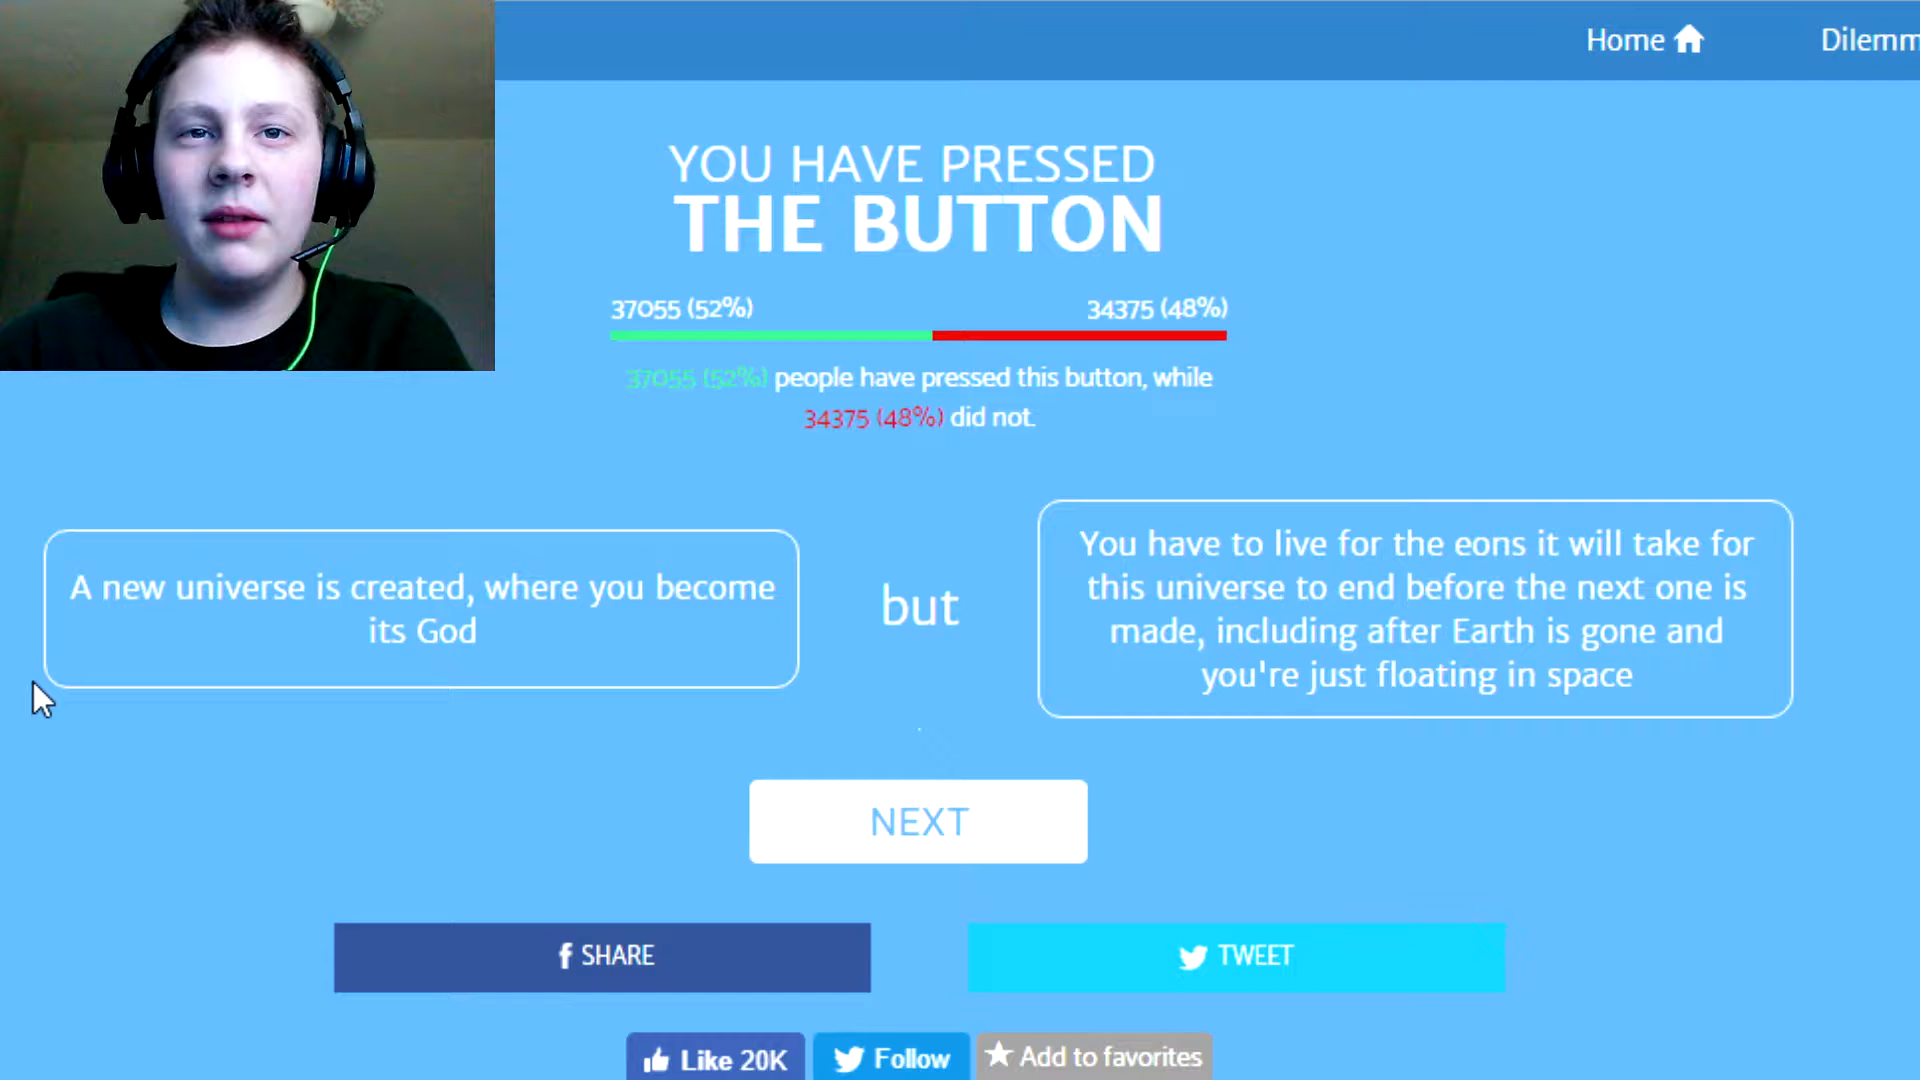 Home
Dilemm
YOU HAVE PRESSED
THE BUTTON
37055 (52%)
34375 (48%)
37055 (52%) people have pressed this button, while
34375 (48%) did not.
A new universe is created, where you become
its God
but
You have to live for the eons it will take for
this universe to end before the next one is
made, including after Earth is gone and
you're just floating in space
NEXT
SHARE
TWEET
Like 20K
Follow
Add to favorites